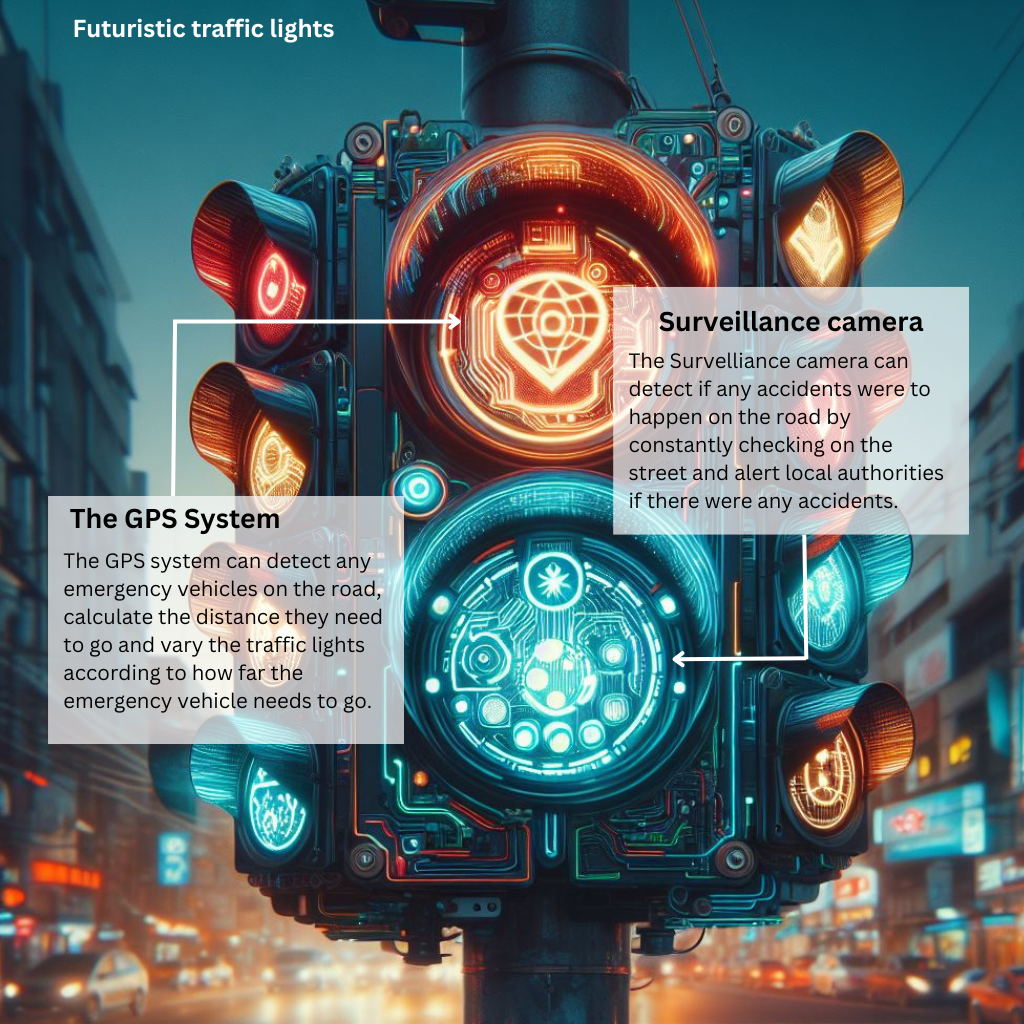 Futuristic traffic lights
Surveillance camera
The Survelliance camera can
detect if any accidents were to
happen on the road by
constantly checking on the
street and alert local authorities
if there were any accidents.
The GPS System
The GPS system can detect any
emergency vehicles on the road,
calculate the distance they need
to go and vary the traffic lights
according to how far the
emergency vehicle needs to go.